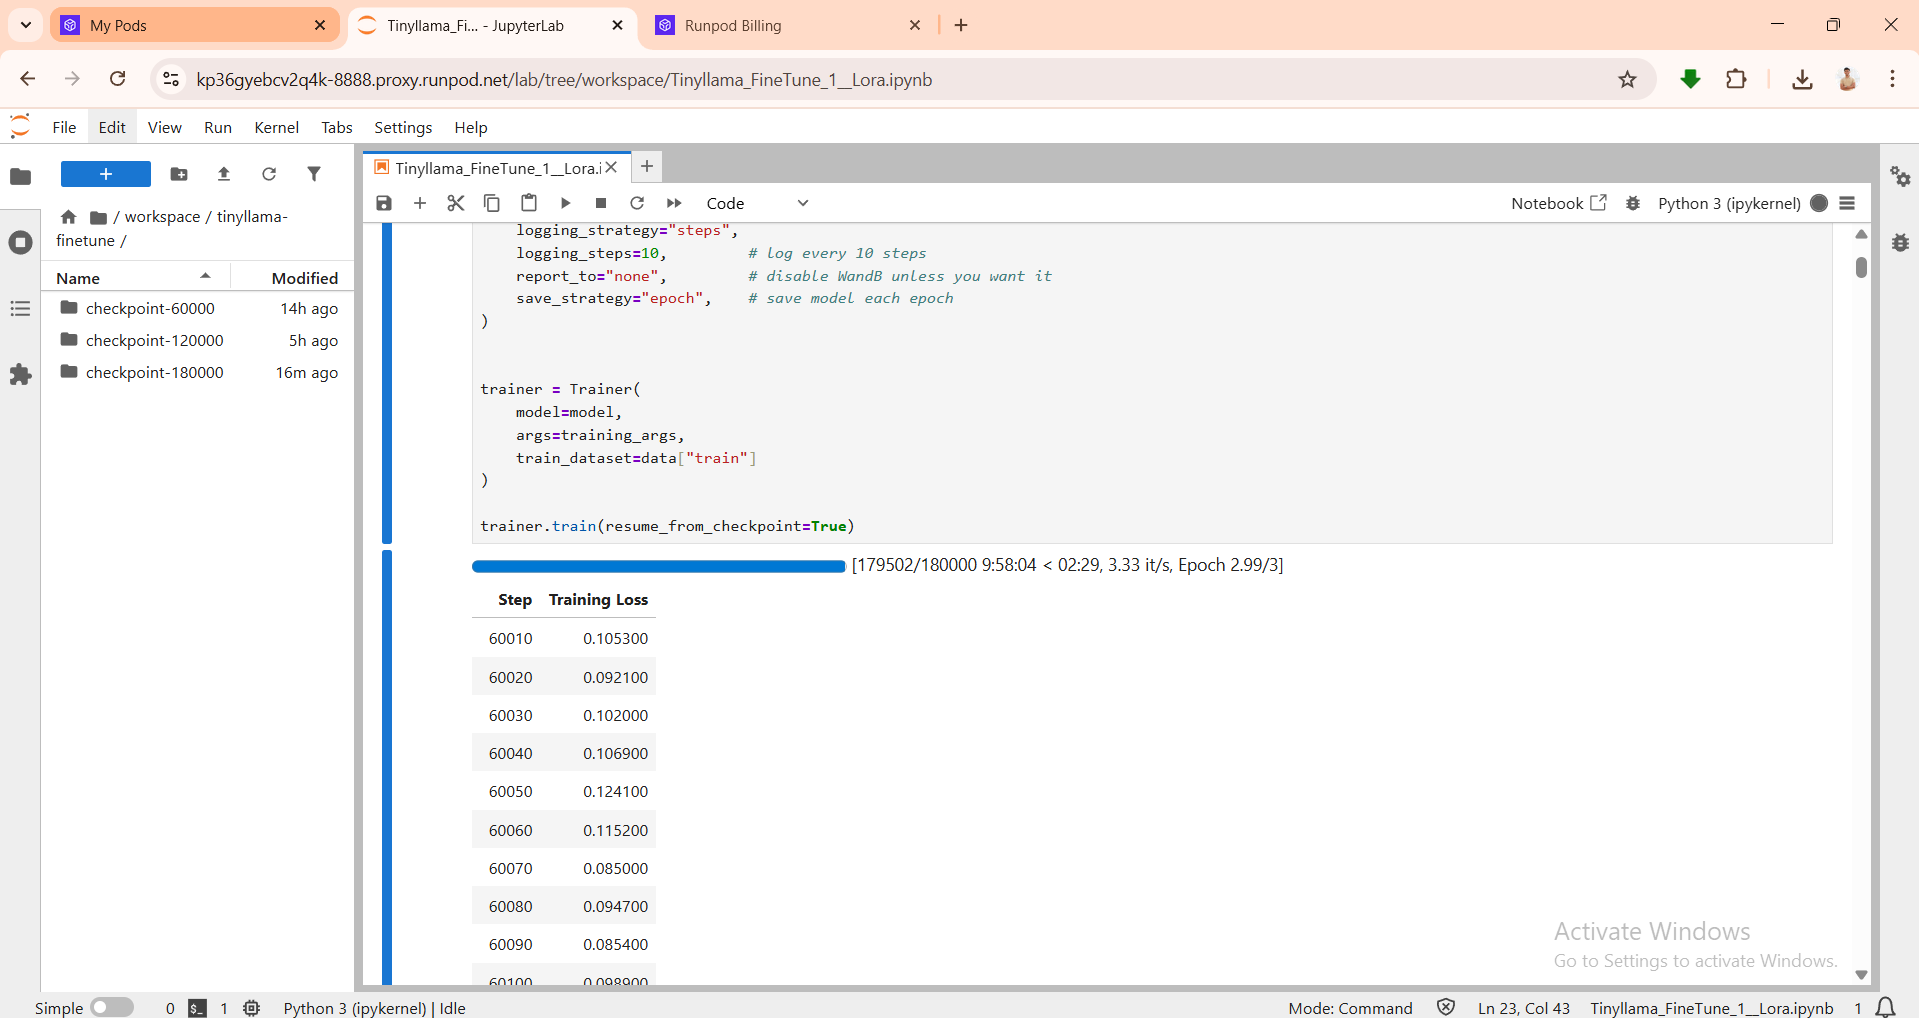 My Pods
Tinyllama_Fi... - JupyterLab
Runpod Billing
kp36gyebcv2q4k-8888.proxy.runpod.net/lab/tree/workspace/Tinyllama_FineTune_1__Lora.ipynb
File Edit View Run Kernel Tabs Settings Help
/ workspace / tinyllama-
finetune /
Name Modified
checkpoint-60000 14h ago
checkpoint-120000 5h ago
checkpoint-180000 16m ago
Tinyllama_FineTune_1__Lora.i
Code
Notebook
Python 3 (ipykernel)
logging_strategy="steps",
logging_steps=10, # log every 10 steps
report_to="none", # disable WandB unless you want it
save_strategy="epoch", # save model each epoch
)
trainer = Trainer(
model=model,
args=training_args,
train_dataset=data["train"]
)
trainer.train(resume_from_checkpoint=True)
[179502/180000 9:58:04 < 02:29, 3.33 it/s, Epoch 2.99/3]
Step Training Loss
60010 0.105300
60020 0.092100
60030 0.102000
60040 0.106900
60050 0.124100
60060 0.115200
60070 0.085000
60080 0.094700
60090 0.085400
60100 0.098900
Activate Windows
Go to Settings to activate Windows.
Simple 0 $_ 1 Python 3 (ipykernel) | Idle
Mode: Command Ln 23, Col 43 Tinyllama_FineTune_1__Lora.ipynb 1